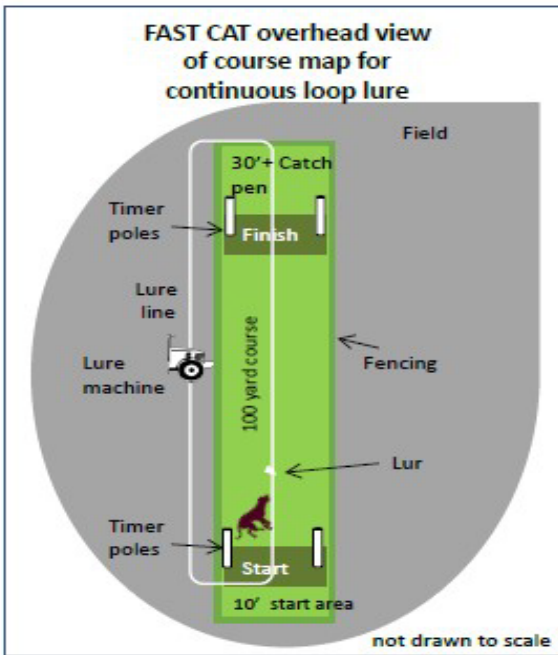 FAST CAT overhead view
of course map for
continuous loop lure
Field
30'+ Catch
pen
Timer
poles
Finish
Lure
line
100 yard course
Lure
machine
Fencing
Lur
Timer
poles
Start
10' start area
not drawn to scale